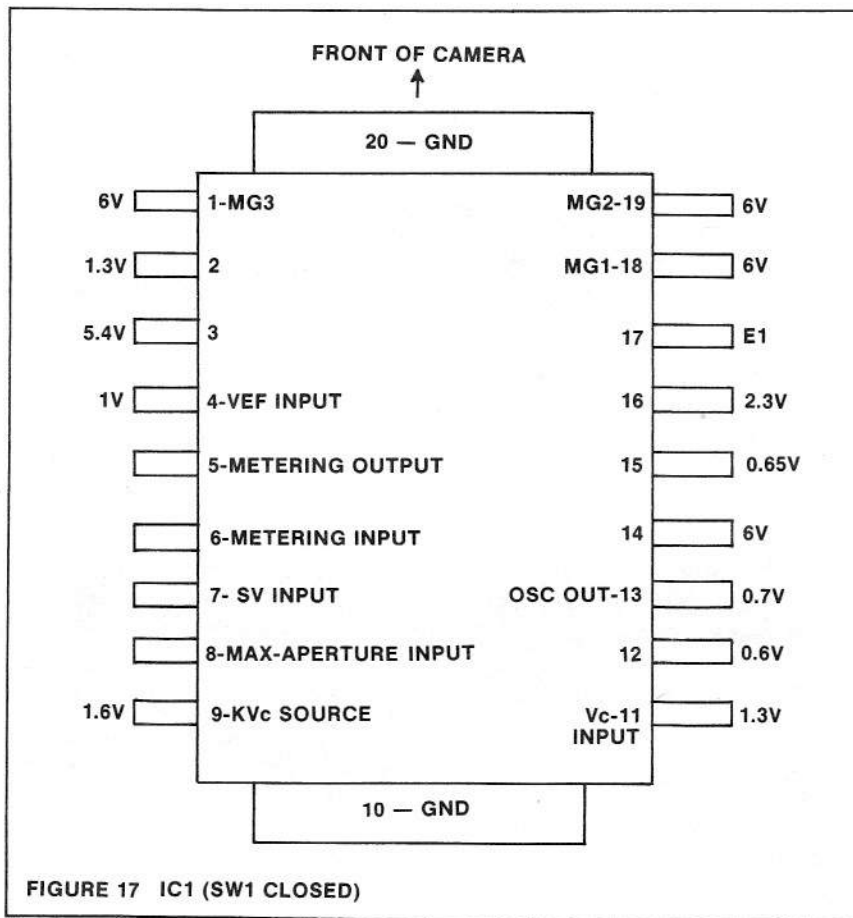 FRONT OF CAMERA
20 — GND
6V 1-MG3 MG2-19 6V
1.3V 2 MG1-18 6V
5.4V 3 17 E1
1V 4-VEF INPUT 16 2.3V
5-METERING OUTPUT 15 0.65V
6-METERING INPUT 14 6V
7- SV INPUT OSC OUT-13 0.7V
8-MAX-APERTURE INPUT 12 0.6V
1.6V 9-KVc SOURCE Vc-11 1.3V
INPUT
10 — GND
FIGURE 17 IC1 (SW1 CLOSED)